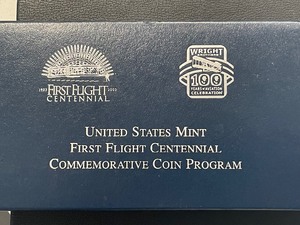 1903 2003
FIRST FLIGHT
CENTENNIAL
WRIGHT
100
YEARS OF AVIATION
CELEBRATION
UNITED STATES MINT
FIRST FLIGHT CENTENNIAL
COMMEMORATIVE COIN PROGRAM